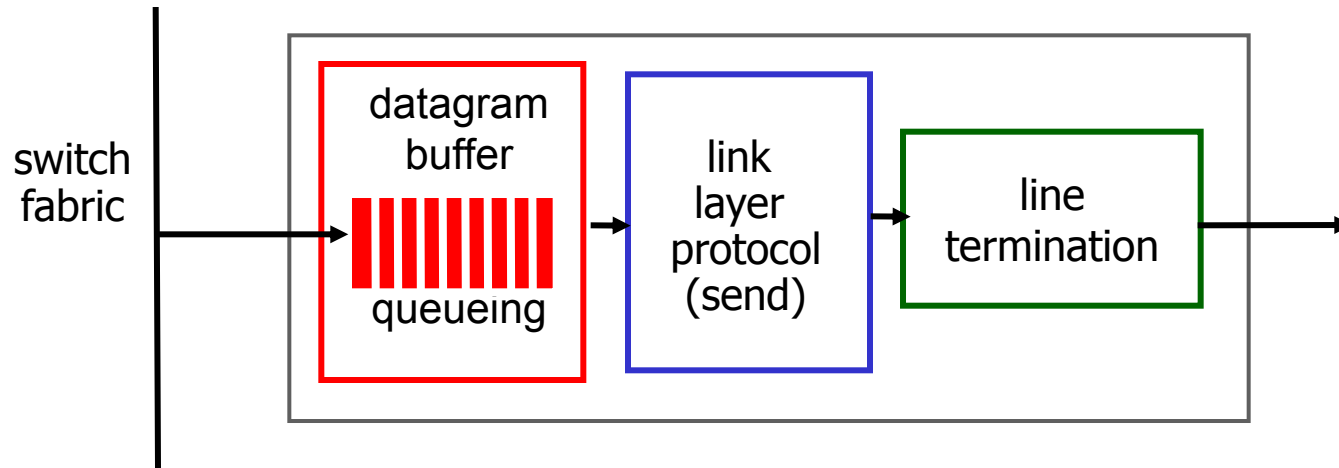 switch
fabric
datagram
buffer
queueing
link
layer
protocol
(send)
line
termination